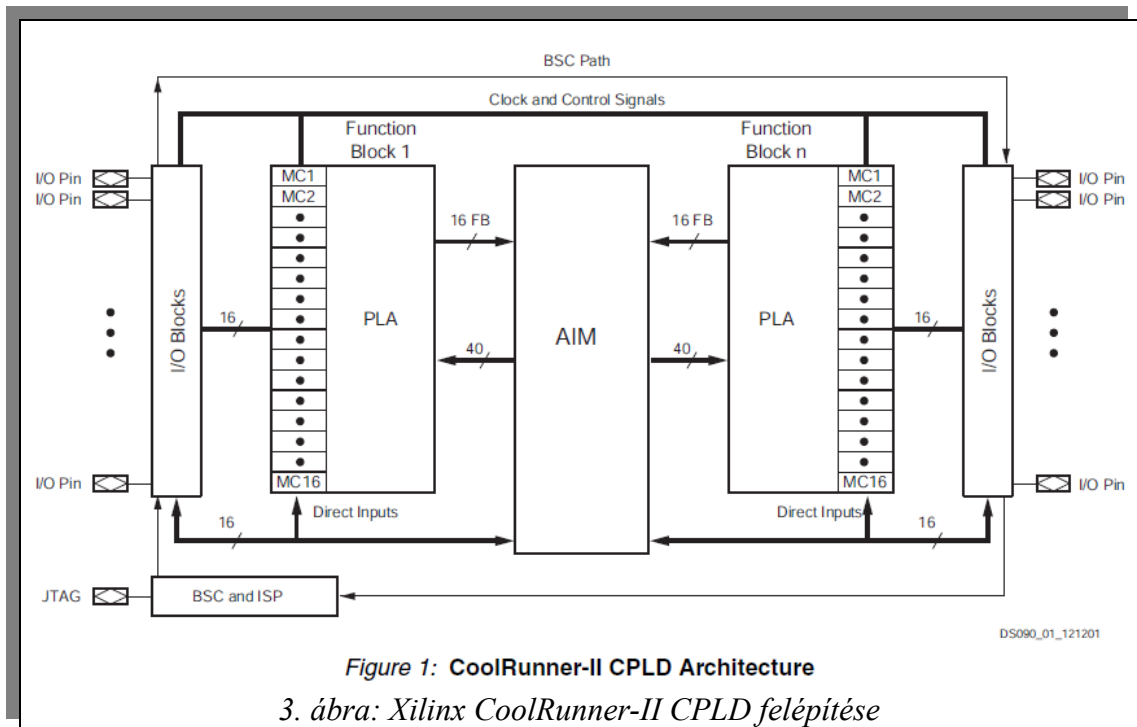 BSC Path
Clock and Control Signals
Function
Block 1
Function
Block n
I/O Pin
I/O Pin
MC1
MC2
MC1
MC2
I/O Pin
I/O Pin
16 FB
16 FB
I/O Blocks
16
PLA
AIM
PLA
16
I/O Blocks
40
40
I/O Pin
MC16
MC16
I/O Pin
Direct Inputs
Direct Inputs
16
16
JTAG
BSC and ISP
DS090_01_121201
Figure 1: CoolRunner-II CPLD Architecture
3. ábra: Xilinx CoolRunner-II CPLD felépítése